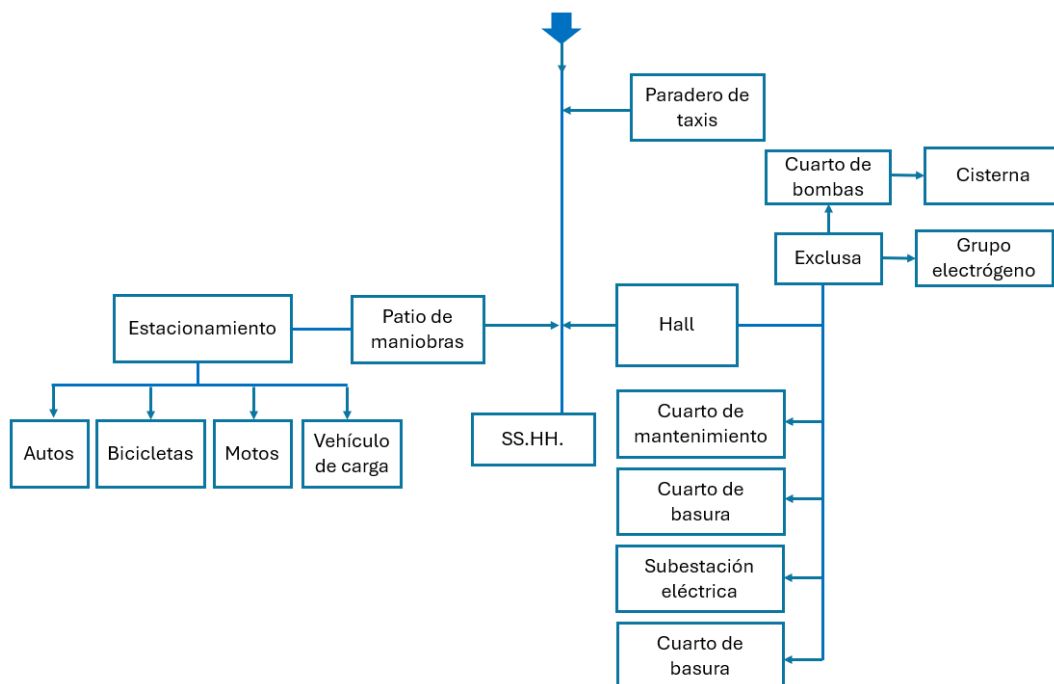 Paradero de
taxis
Cuarto de
bombas
Cisterna
Exclusa
Grupo
electrógeno
Estacionamiento
Patio de
maniobras
Hall
Autos
Bicicletas
Motos
Vehículo
de carga
SS.HH.
Cuarto de
mantenimiento
Cuarto de
basura
Subestación
eléctrica
Cuarto de
basura